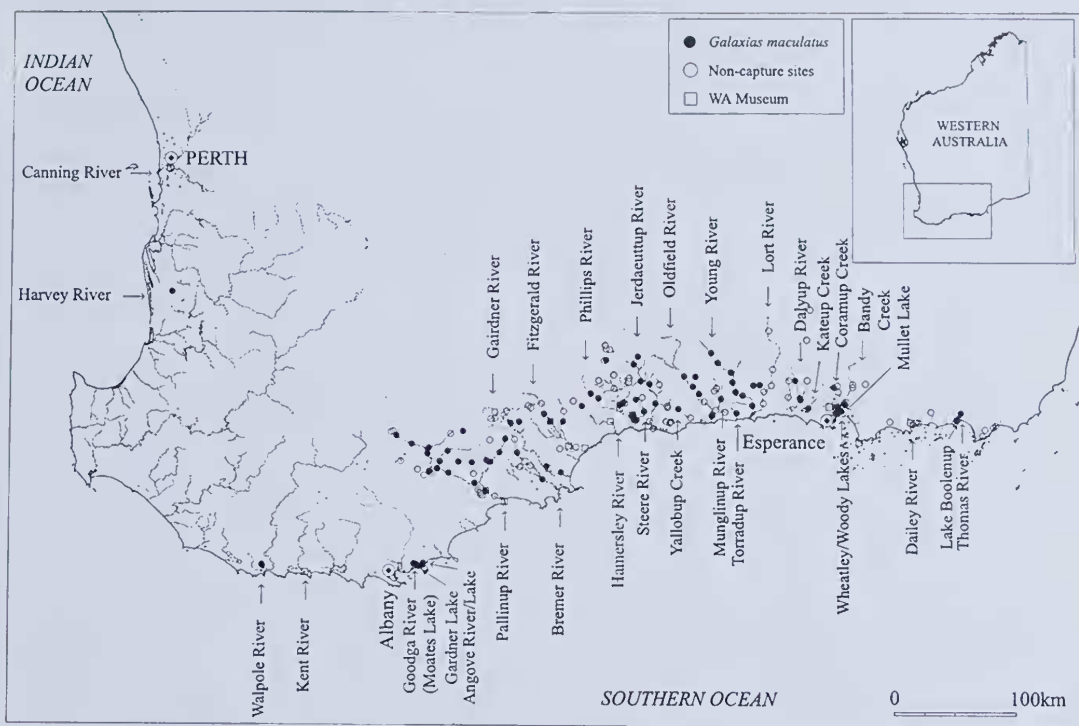 INDIAN
OCEAN
Galaxias maculatus
Non-capture sites
WA Museum
WESTERN
AUSTRALIA
PERTH
Canning River
Harvey River
Gairdner River
Fitzgerald River
Phillips River
Jerdacuttup River
Oldfield River
Young River
Lort River
Dalyup River
Kateup Creek
Coramup Creek
Bandy
Creek
Mullet Lake
Walpole River
Kent River
Albany
Goodga River
(Moates Lake)
Gardner Lake
Angove River/Lake
Pallinup River
Bremer River
Hamersley River
Steere River
Yallobup Creek
Munglinup River
Torradup River
Esperance
Wheatley/Woody Lakes
Dailey River
Lake Boolenup
Thomas River
SOUTHERN OCEAN
0 100km